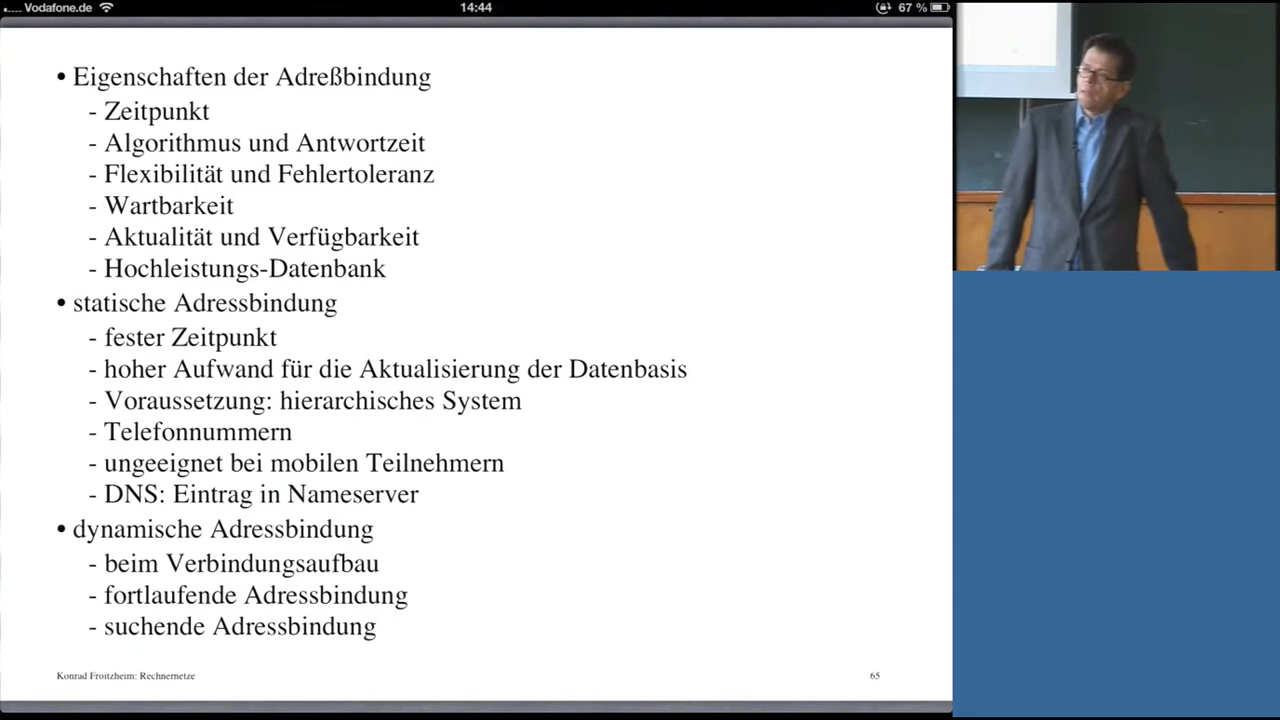 Vodafone.de
14:44
67 %
• Eigenschaften der Adreßbindung
- Zeitpunkt
- Algorithmus und Antwortzeit
- Flexibilität und Fehlertoleranz
- Wartbarkeit
- Aktualität und Verfügbarkeit
- Hochleistungs-Datenbank
• statische Adressbindung
- fester Zeitpunkt
- hoher Aufwand für die Aktualisierung der Datenbasis
- Voraussetzung: hierarchisches System
- Telefonnummern
- ungeeignet bei mobilen Teilnehmern
- DNS: Eintrag in Nameserver
• dynamische Adressbindung
- beim Verbindungsaufbau
- fortlaufende Adressbindung
- suchende Adressbindung
Konrad Froitzheim: Rechnernetze
65